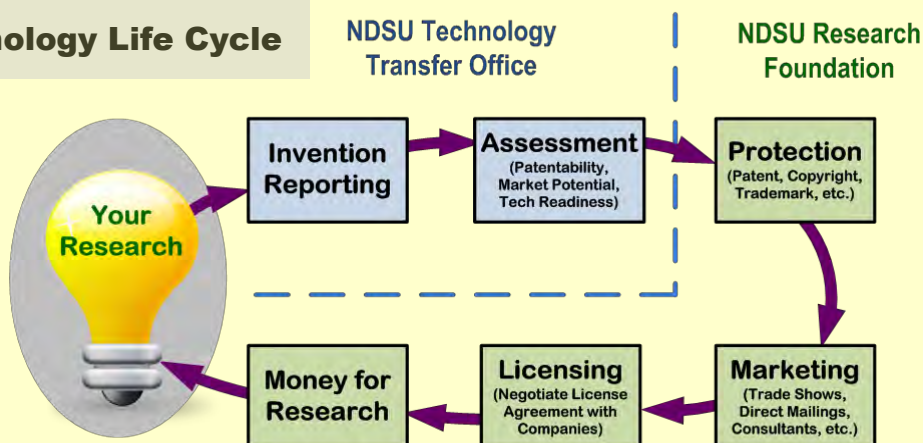 nology Life Cycle
NDSU Technology
Transfer Office
NDSU Research
Foundation
Your
Research
Invention
Reporting
Assessment
(Patentability,
Market Potential,
Tech Readiness)
Protection
(Patent, Copyright,
Trademark, etc.)
Money for
Research
Licensing
(Negotiate License
Agreement with
Companies)
Marketing
(Trade Shows,
Direct Mailings,
Consultants, etc.)